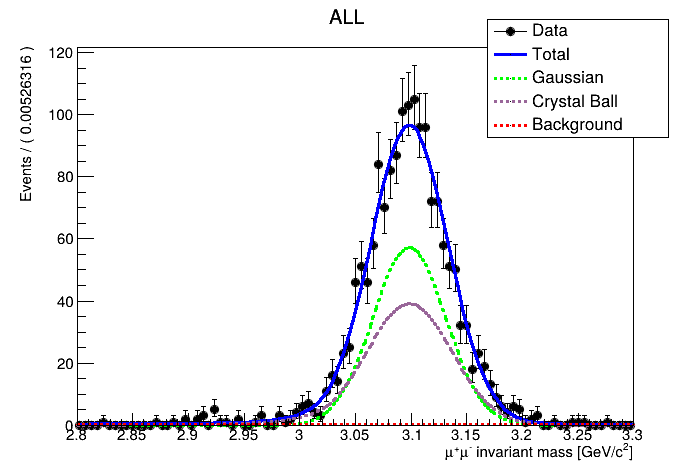 ALL
Data
Total
Gaussian
Crystal Ball
Background
Events / ( 0.00526316 )
120
100
80
60
40
20
0
2.8 2.85 2.9 2.95 3 3.05 3.1 3.15 3.2 3.25 3.3
μ⁺μ⁻ invariant mass [GeV/c²]